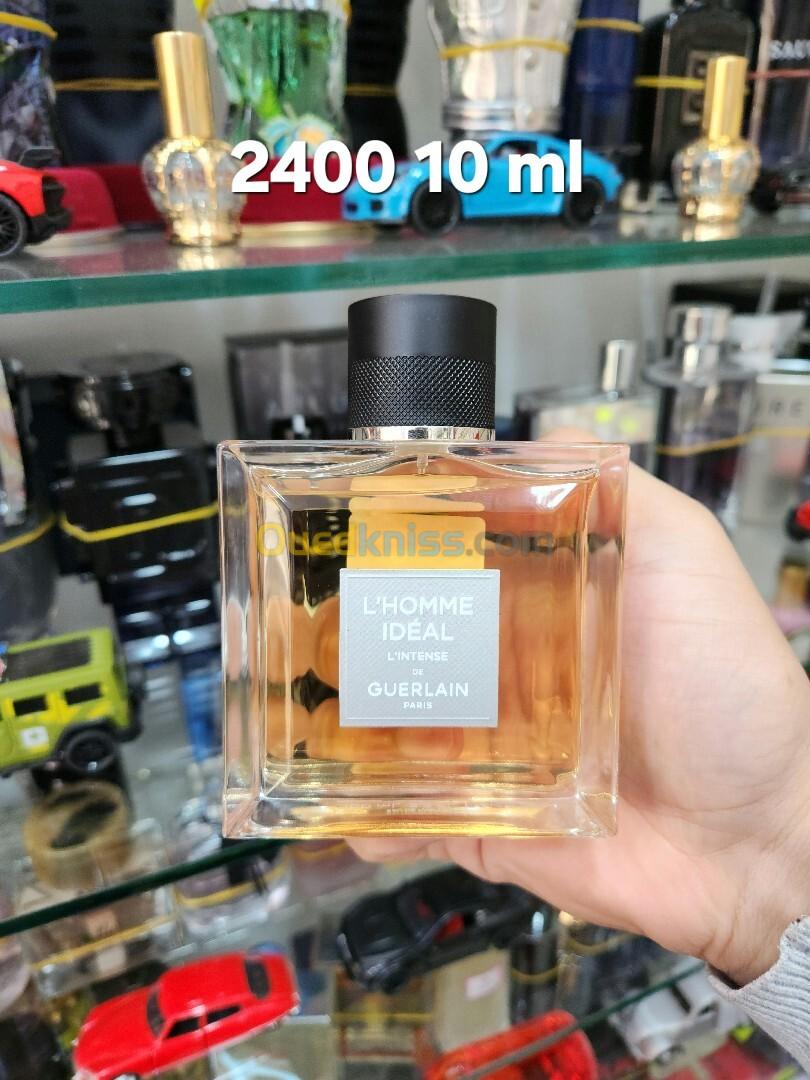 2400 10 ml
Ouedkniss.com
L'HOMME
IDÉAL
L'INTENSE
DE
GUERLAIN
PARIS